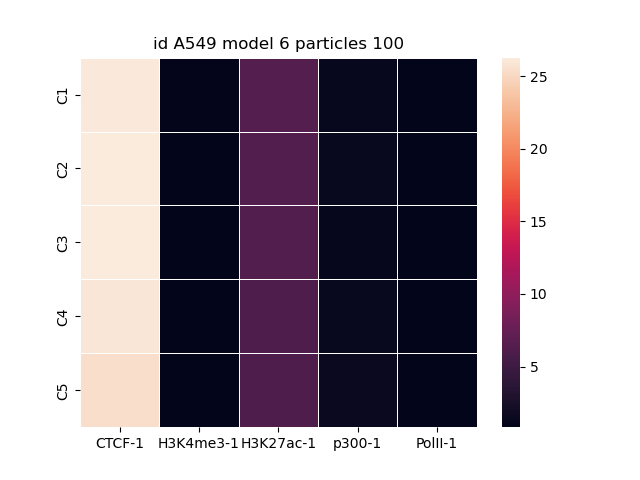 id A549 model 6 particles 100
C1
C2
C3
C4
C5
CTCF-1 H3K4me3-1 H3K27ac-1 p300-1 PolII-1
25
20
15
10
5